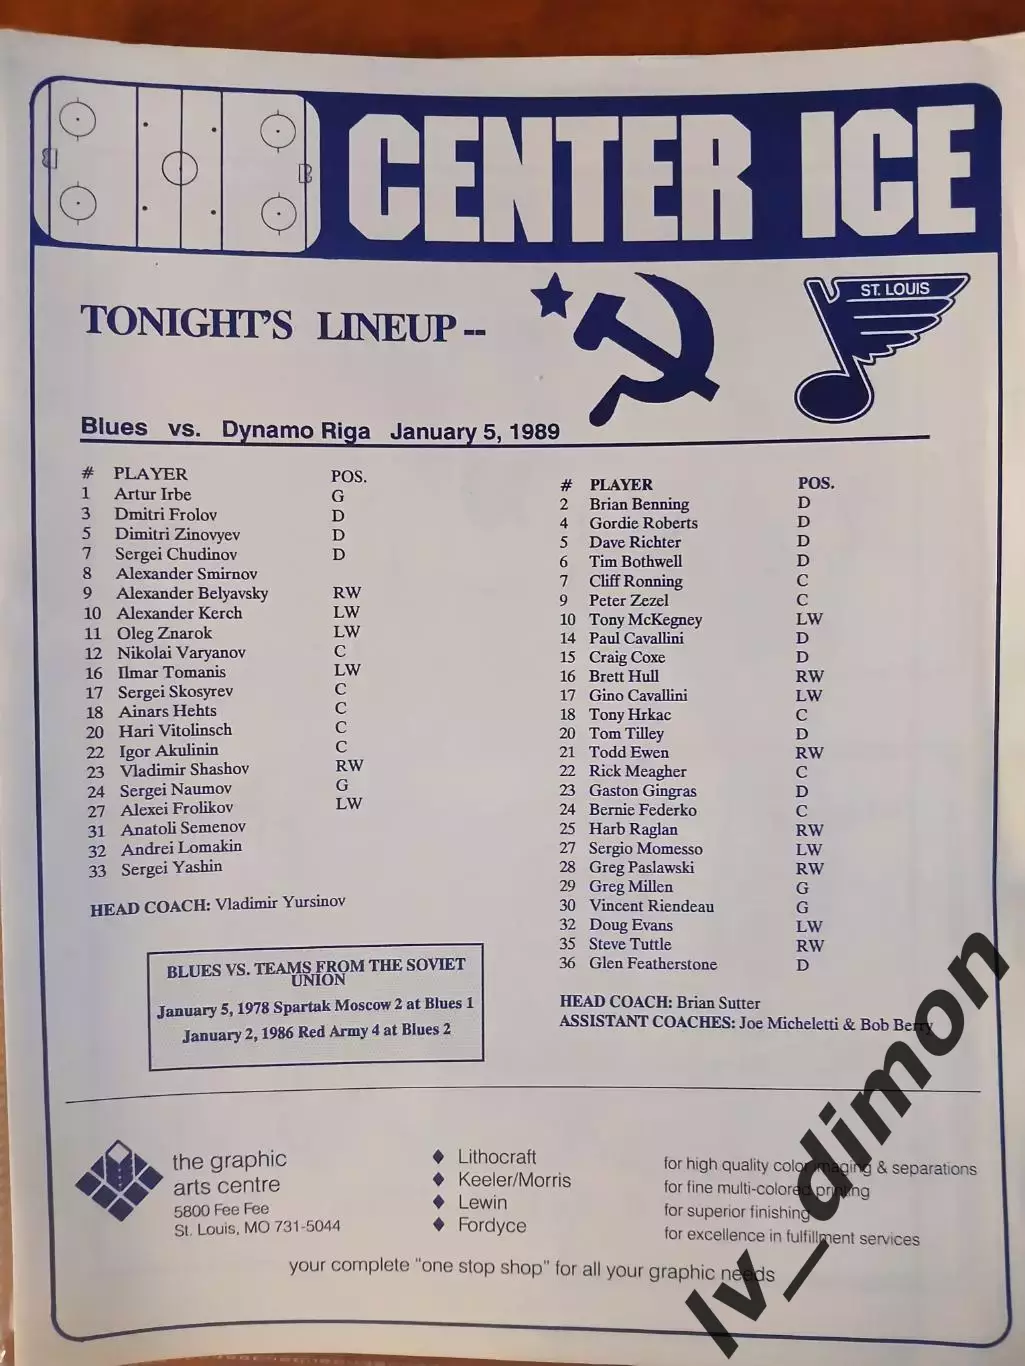 CENTER ICE
TONIGHT'S LINEUP --
ST. LOUIS
Blues vs. Dynamo Riga January 5, 1989
# PLAYER POS.
1 Artur Irbe G
3 Dmitri Frolov D
5 Dimitri Zinovyev D
7 Sergei Chudinov D
8 Alexander Smirnov
9 Alexander Belyavsky RW
10 Alexander Kerch LW
11 Oleg Znarok LW
12 Nikolai Varyanov C
16 Ilmar Tomanis LW
17 Sergei Skosyrev C
18 Ainars Hehts C
20 Hari Vitolinsch C
22 Igor Akulinin C
23 Vladimir Shashov RW
24 Sergei Naumov G
27 Alexei Frolikov LW
31 Anatoli Semenov
32 Andrei Lomakin
33 Sergei Yashin
HEAD COACH: Vladimir Yursinov
BLUES VS. TEAMS FROM THE SOVIET
UNION
January 5, 1978 Spartak Moscow 2 at Blues 1
January 2, 1986 Red Army 4 at Blues 2
# PLAYER POS.
2 Brian Benning D
4 Gordie Roberts D
5 Dave Richter D
6 Tim Bothwell D
7 Cliff Ronning C
9 Peter Zezel C
10 Tony McKegney LW
14 Paul Cavallini D
15 Craig Coxe D
16 Brett Hull RW
17 Gino Cavallini LW
18 Tony Hrkac C
20 Tom Tilley D
21 Todd Ewen RW
22 Rick Meagher C
23 Gaston Gingras D
24 Bernie Federko C
25 Harb Raglan RW
27 Sergio Momesso LW
28 Greg Paslawski RW
29 Greg Millen G
30 Vincent Riendeau G
32 Doug Evans LW
35 Steve Tuttle RW
36 Glen Featherstone D
HEAD COACH: Brian Sutter
ASSISTANT COACHES: Joe Micheletti & Bob Berry
the graphic
arts centre
5800 Fee Fee
St. Louis, MO 731-5044
♦ Lithocraft for high quality color imaging & separations
♦ Keeler/Morris for fine multi-colored printing
♦ Lewin for superior finishing
♦ Fordyce for excellence in fulfillment services
your complete "one stop shop" for all your graphic needs
lv_dimon